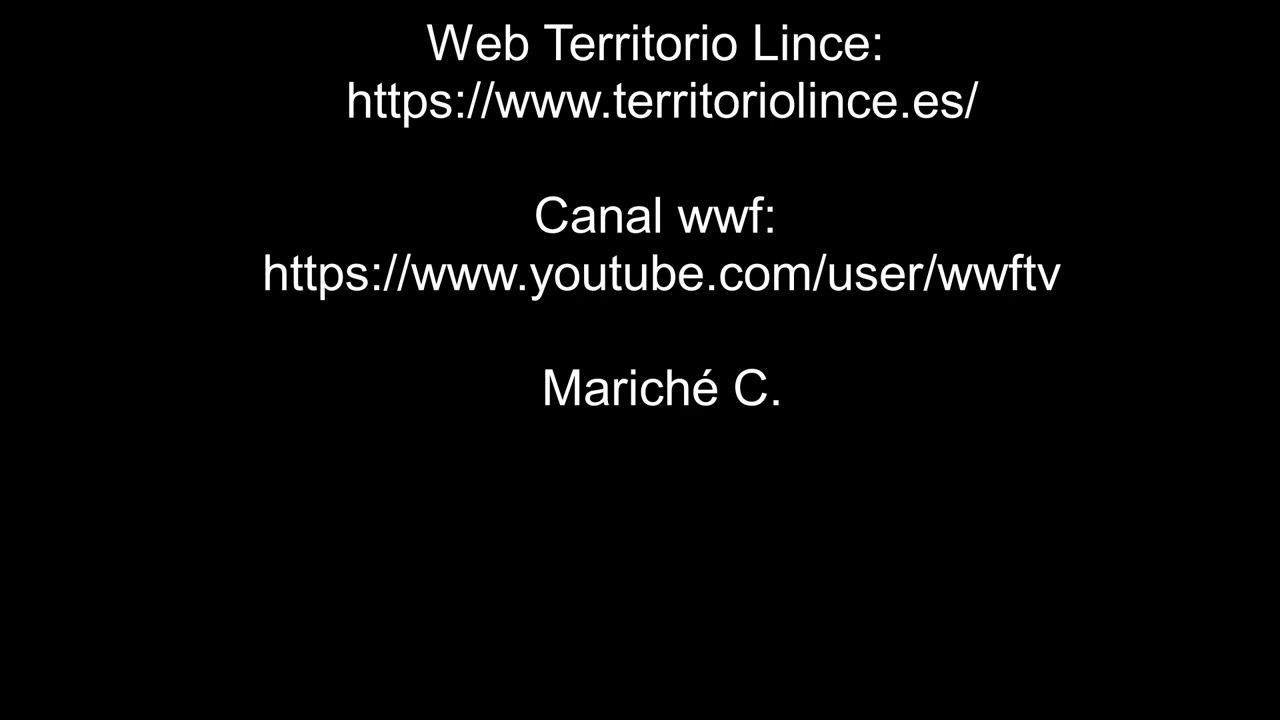 Web Territorio Lince:
https://www.territoriolince.es/
Canal wwf:
https://www.youtube.com/user/wwftv
Mariché C.